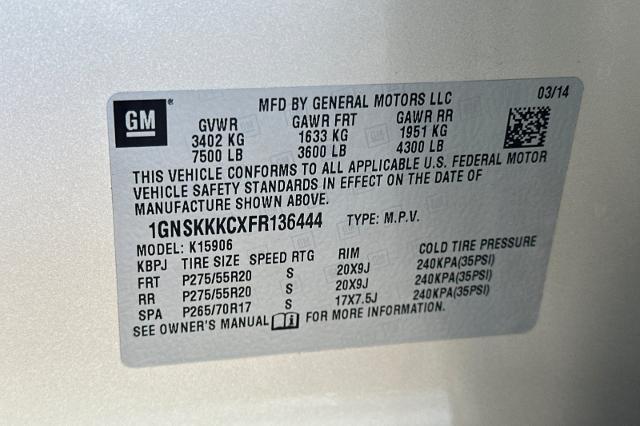 GM
MFD BY GENERAL MOTORS LLC 03/14
GVWR GAWR FRT GAWR RR
3402 KG 1633 KG 1951 KG
7500 LB 3600 LB 4300 LB
THIS VEHICLE CONFORMS TO ALL APPLICABLE U.S. FEDERAL MOTOR
VEHICLE SAFETY STANDARDS IN EFFECT ON THE DATE OF
MANUFACTURE SHOWN ABOVE.
1GNSKKKCXFR136444 TYPE: M.P.V.
MODEL: K15906
KBPJ TIRE SIZE SPEED RTG RIM COLD TIRE PRESSURE
FRT P275/55R20 S 20X9J 240KPA(35PSI)
RR P275/55R20 S 20X9J 240KPA(35PSI)
SPA P265/70R17 S 17X7.5J 240KPA(35PSI)
SEE OWNER'S MANUAL FOR MORE INFORMATION.